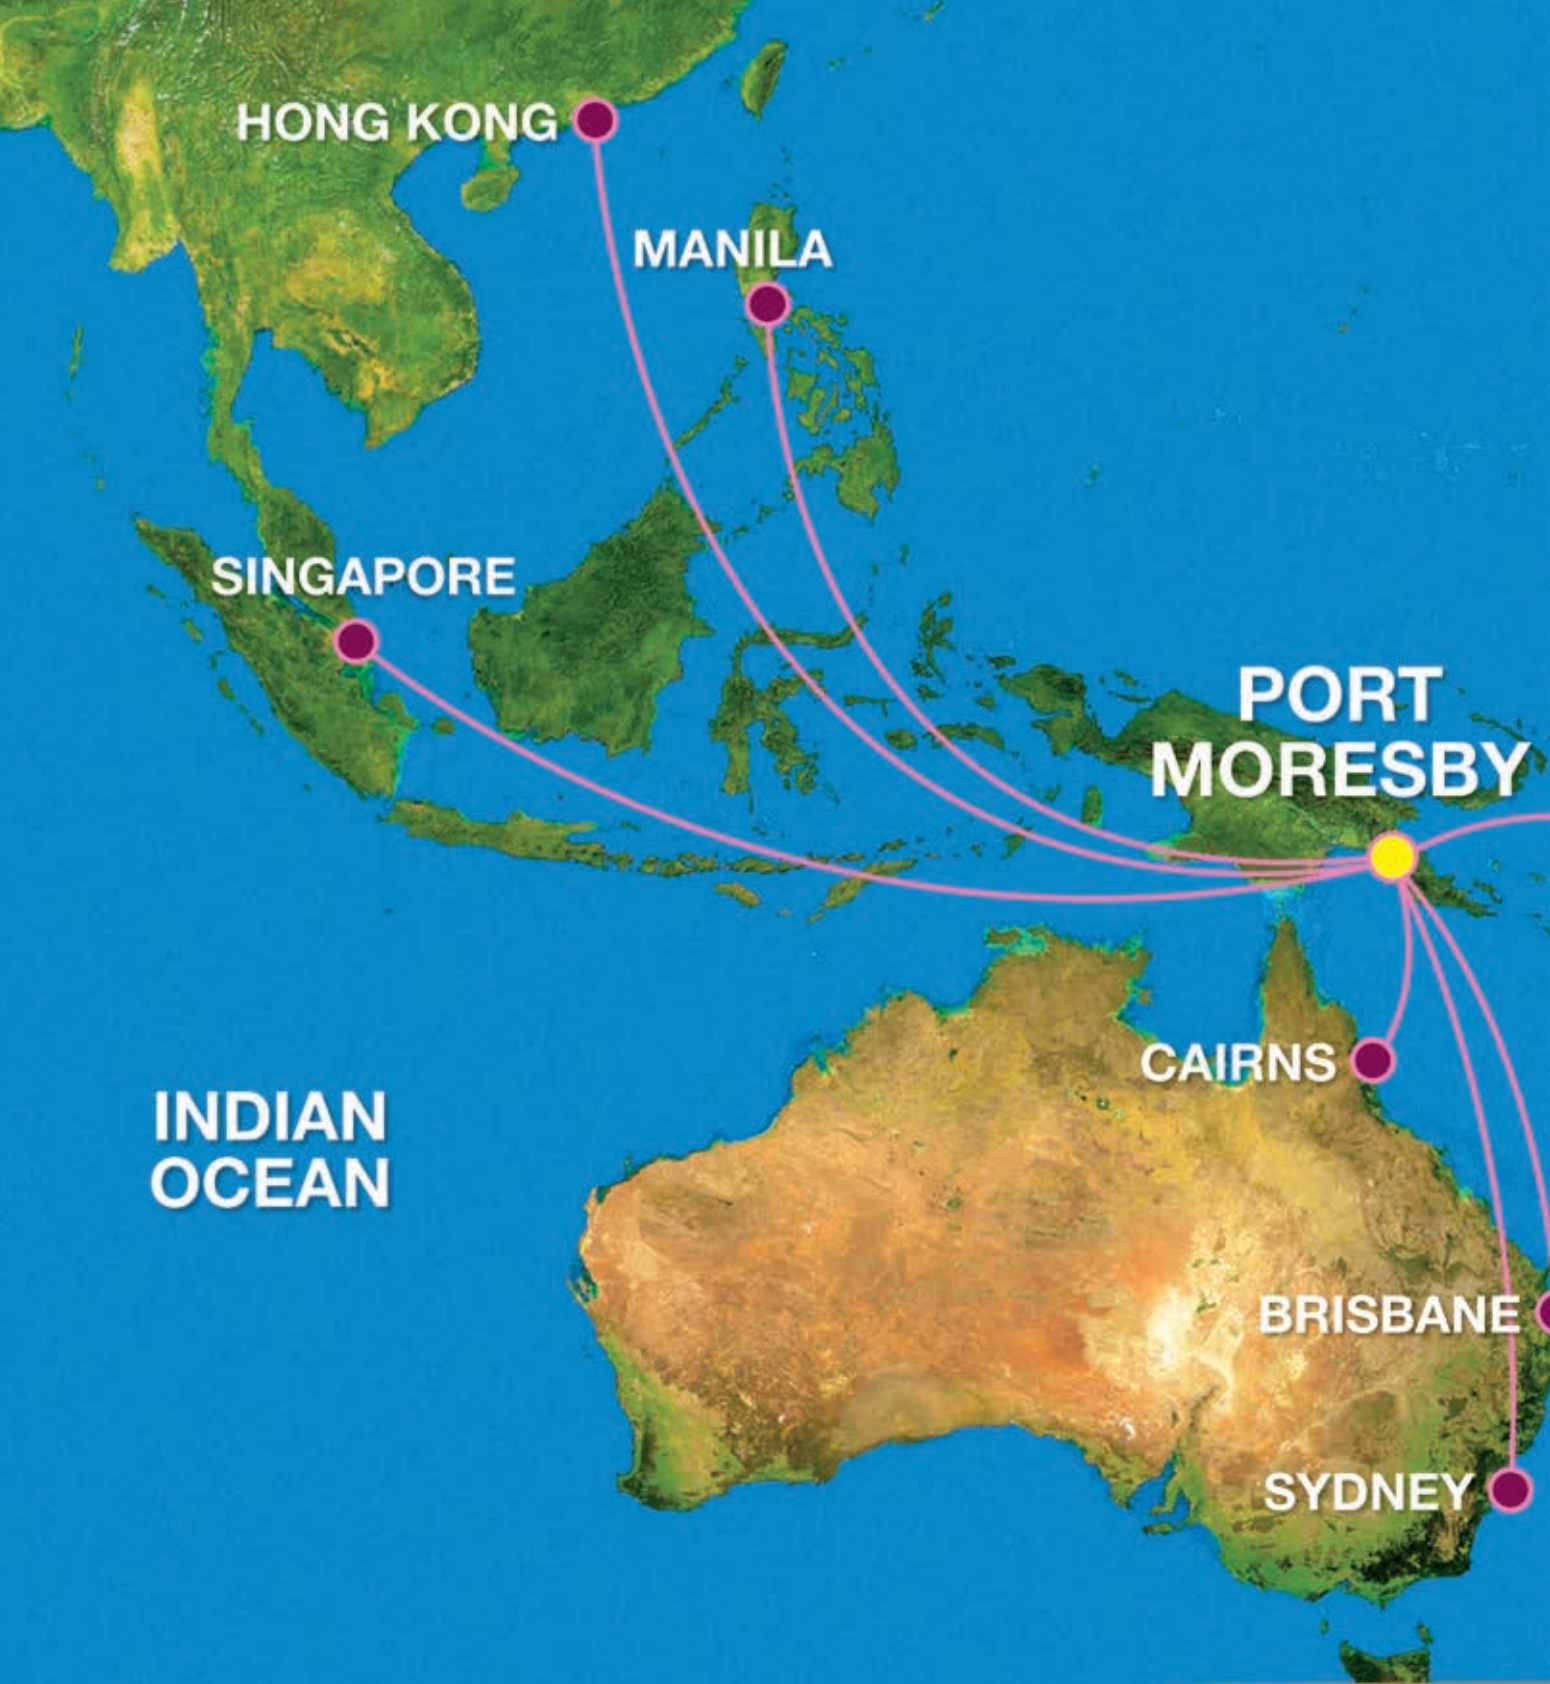 HONG KONG
MANILA
SINGAPORE
PORT
MORESBY
CAIRNS
INDIAN
OCEAN
BRISBANE
SYDNEY